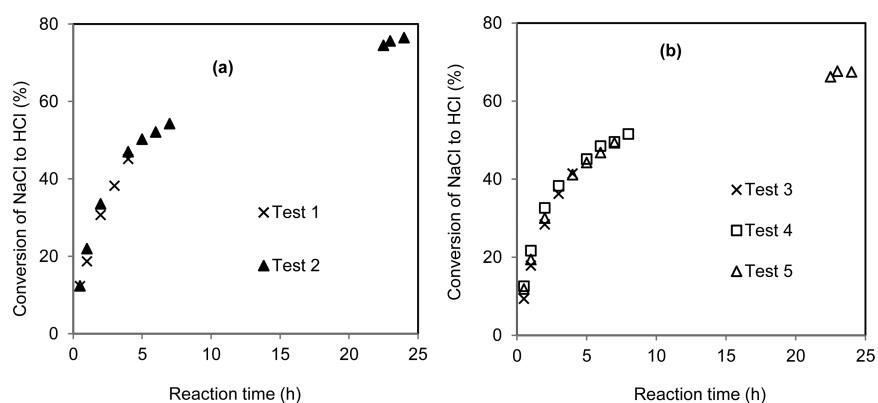 Conversion of NaCl to HCl (%)
80
60
40
20
0
(a)
Test 1
Test 2
0 5 10 15 20 25
Reaction time (h)
Conversion of NaCl to HCl (%)
80
60
40
20
0
(b)
Test 3
Test 4
Test 5
0 5 10 15 20 25
Reaction time (h)